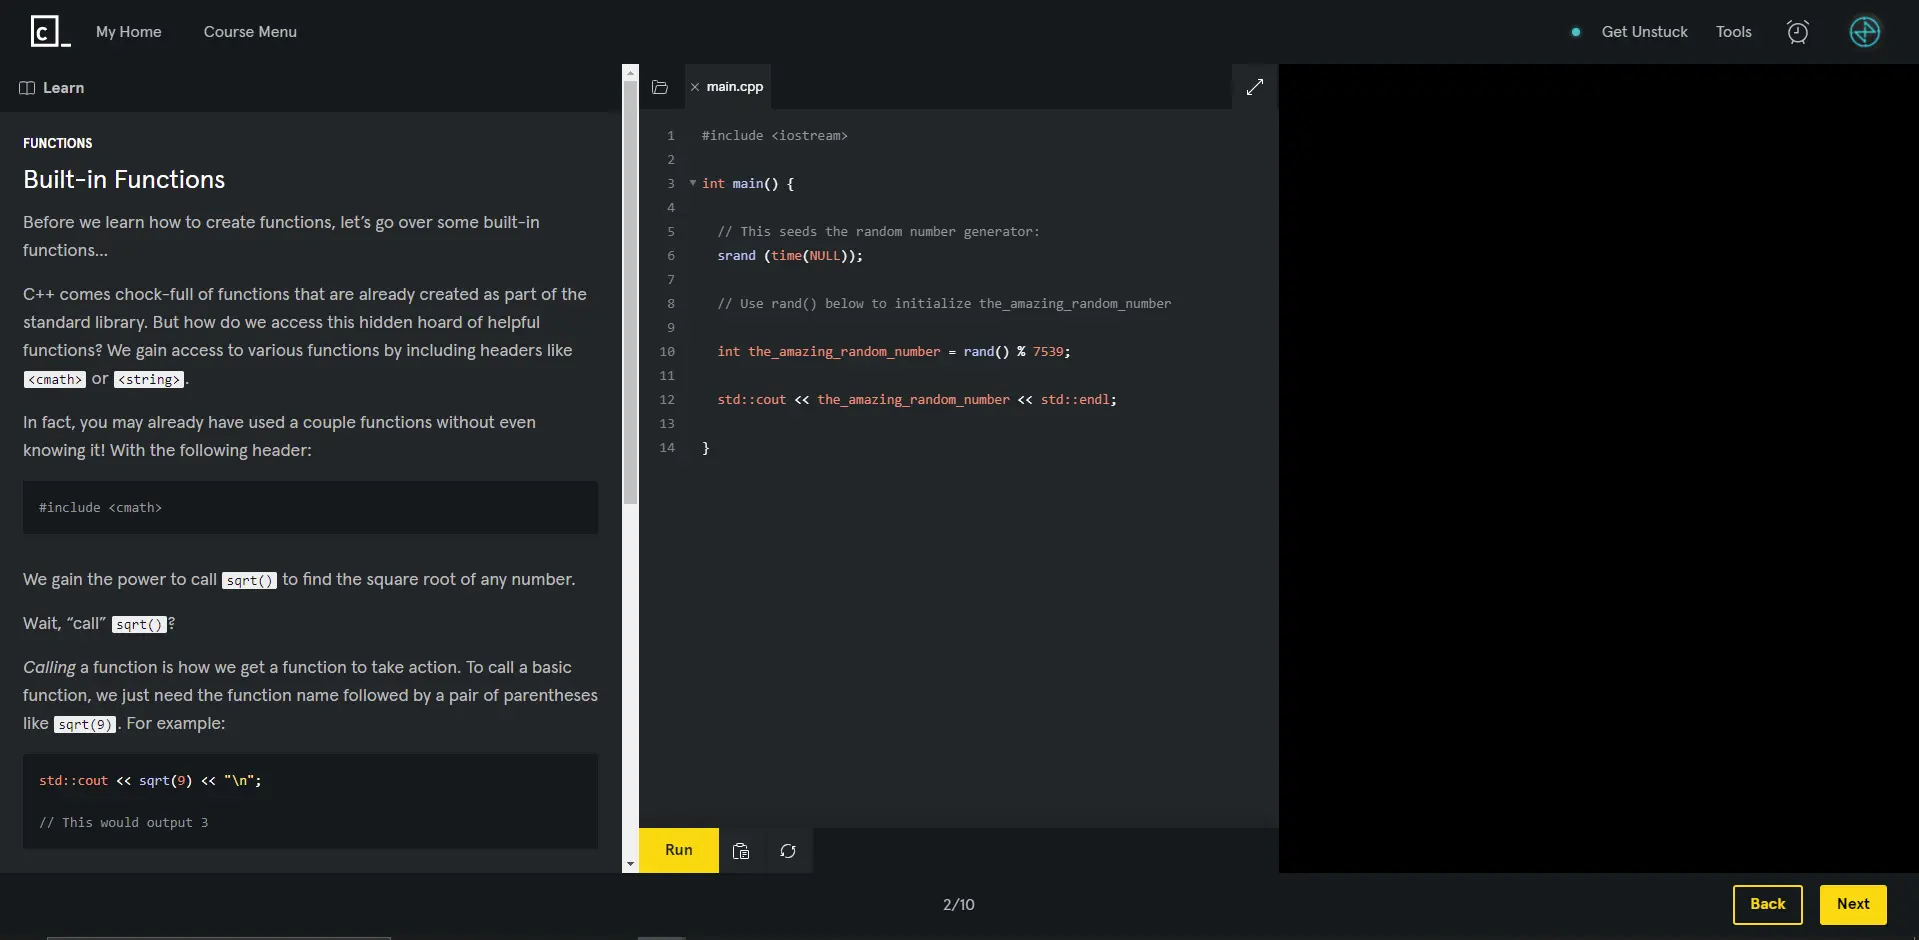 C_ My Home Course Menu Get Unstuck Tools
Learn
FUNCTIONS
Built-in Functions
Before we learn how to create functions, let’s go over some built-in
functions...
C++ comes chock-full of functions that are already created as part of the
standard library. But how do we access this hidden hoard of helpful
functions? We gain access to various functions by including headers like
<cmath> or <string>.
In fact, you may already have used a couple functions without even
knowing it! With the following header:
#include <cmath>
We gain the power to call sqrt() to find the square root of any number.
Wait, “call” sqrt()?
Calling a function is how we get a function to take action. To call a basic
function, we just need the function name followed by a pair of parentheses
like sqrt(9). For example:
std::cout << sqrt(9) << "\n";
// This would output 3
main.cpp
1 #include <iostream>
2
3 int main() {
4
5 // This seeds the random number generator:
6 srand (time(NULL));
7
8 // Use rand() below to initialize the_amazing_random_number
9
10 int the_amazing_random_number = rand() % 7539;
11
12 std::cout << the_amazing_random_number << std::endl;
13
14 }
Run
2/10
Back Next